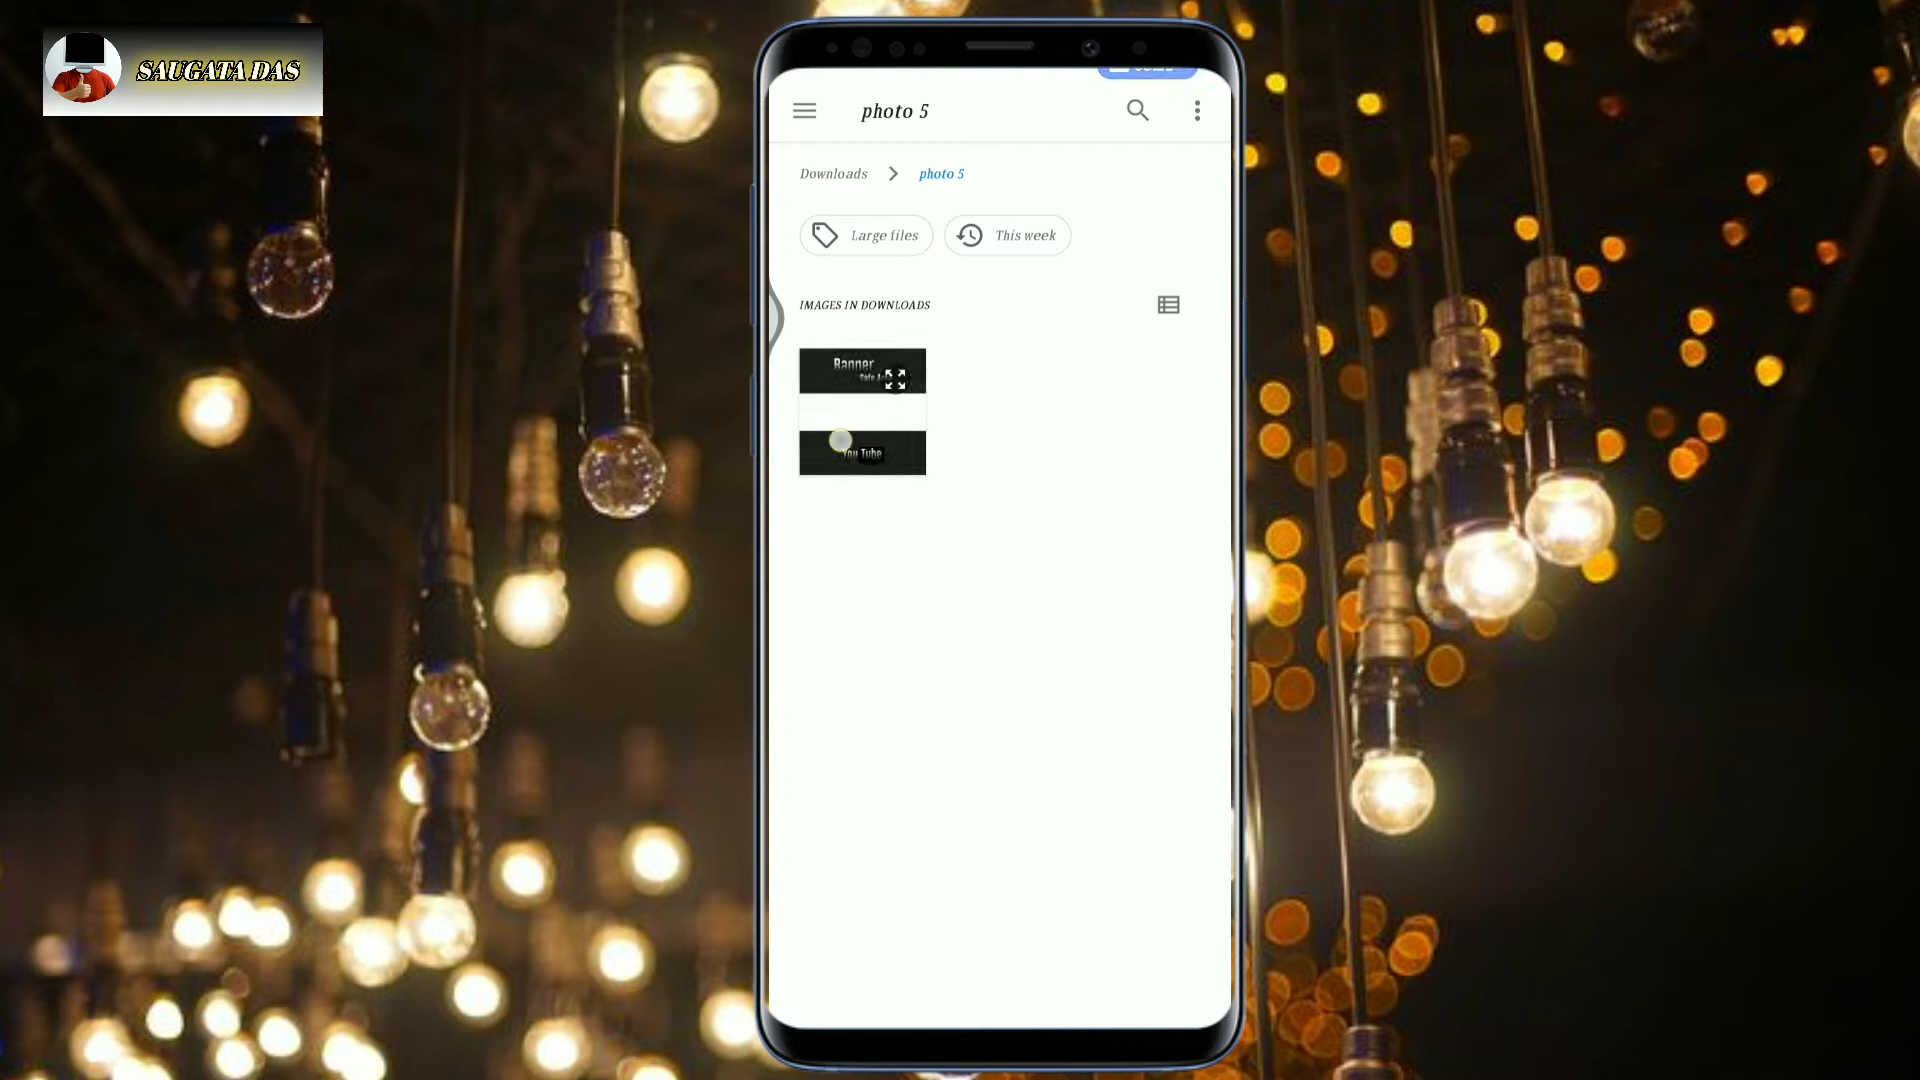 SAUGATA DAS
photo 5
Downloads > photo 5
Large files
This week
IMAGES IN DOWNLOADS
Banner
You Tube